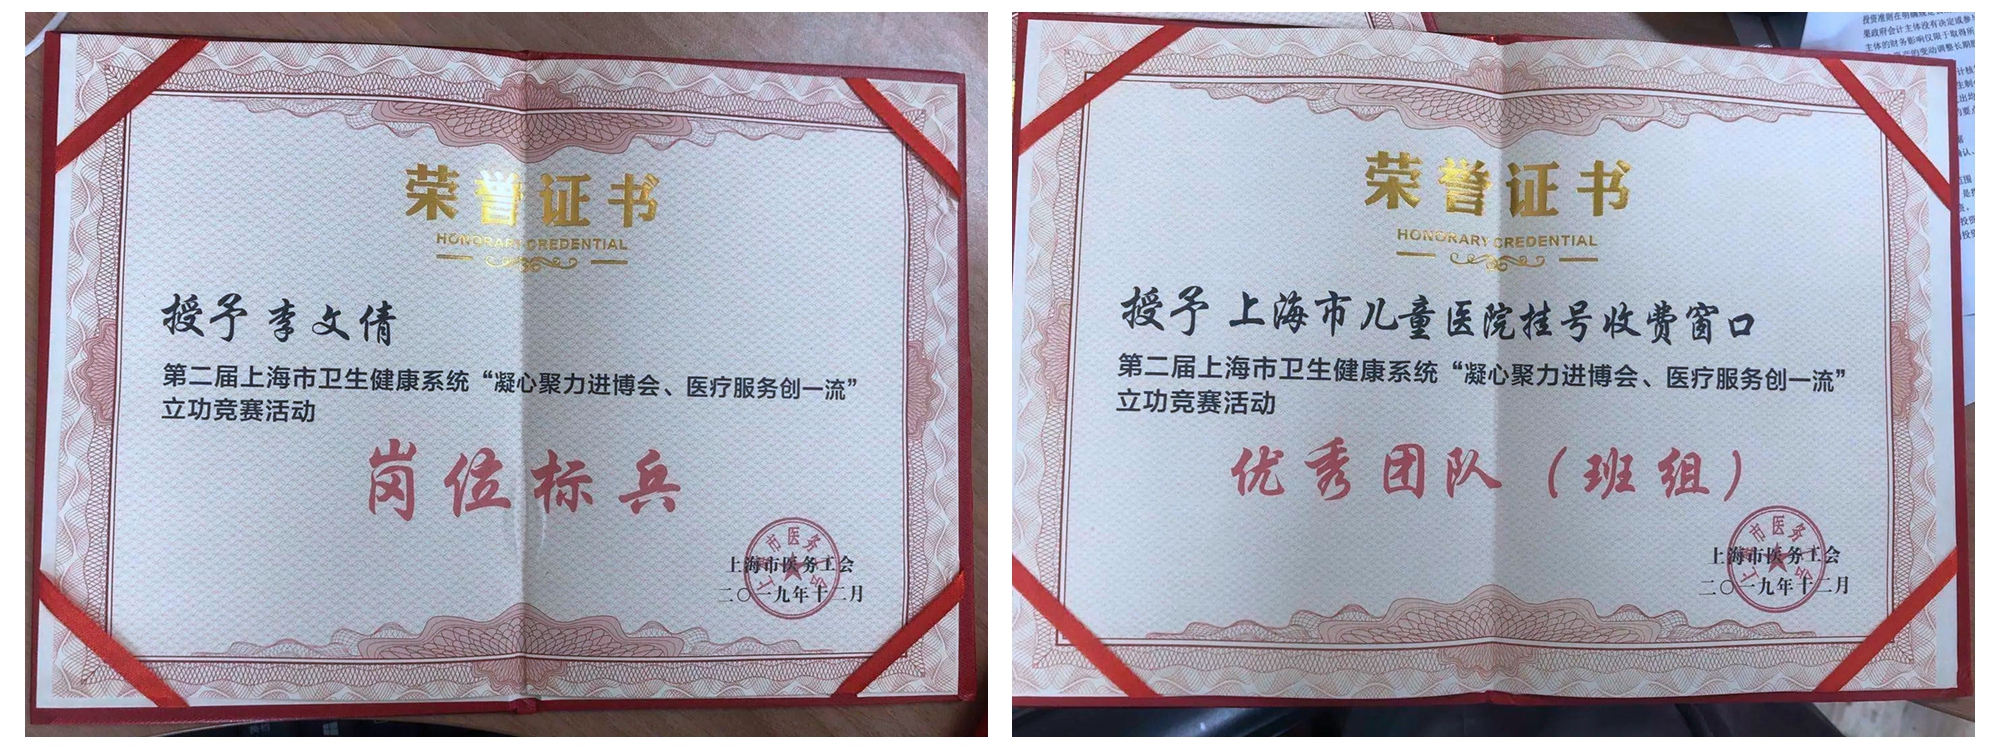 荣誉证书
HONORARY CREDENTIAL
授予 李文倩
第二届上海市卫生健康系统“凝心聚力进博会、医疗服务创一流”
立功竞赛活动
岗位标兵
上海市医务工会
二〇一九年十二月
荣誉证书
HONORARY CREDENTIAL
授予 上海市儿童医院挂号收费窗口
第二届上海市卫生健康系统“凝心聚力进博会、医疗服务创一流”
立功竞赛活动
优秀团队（班组）
上海市医务工会
二〇一九年十二月